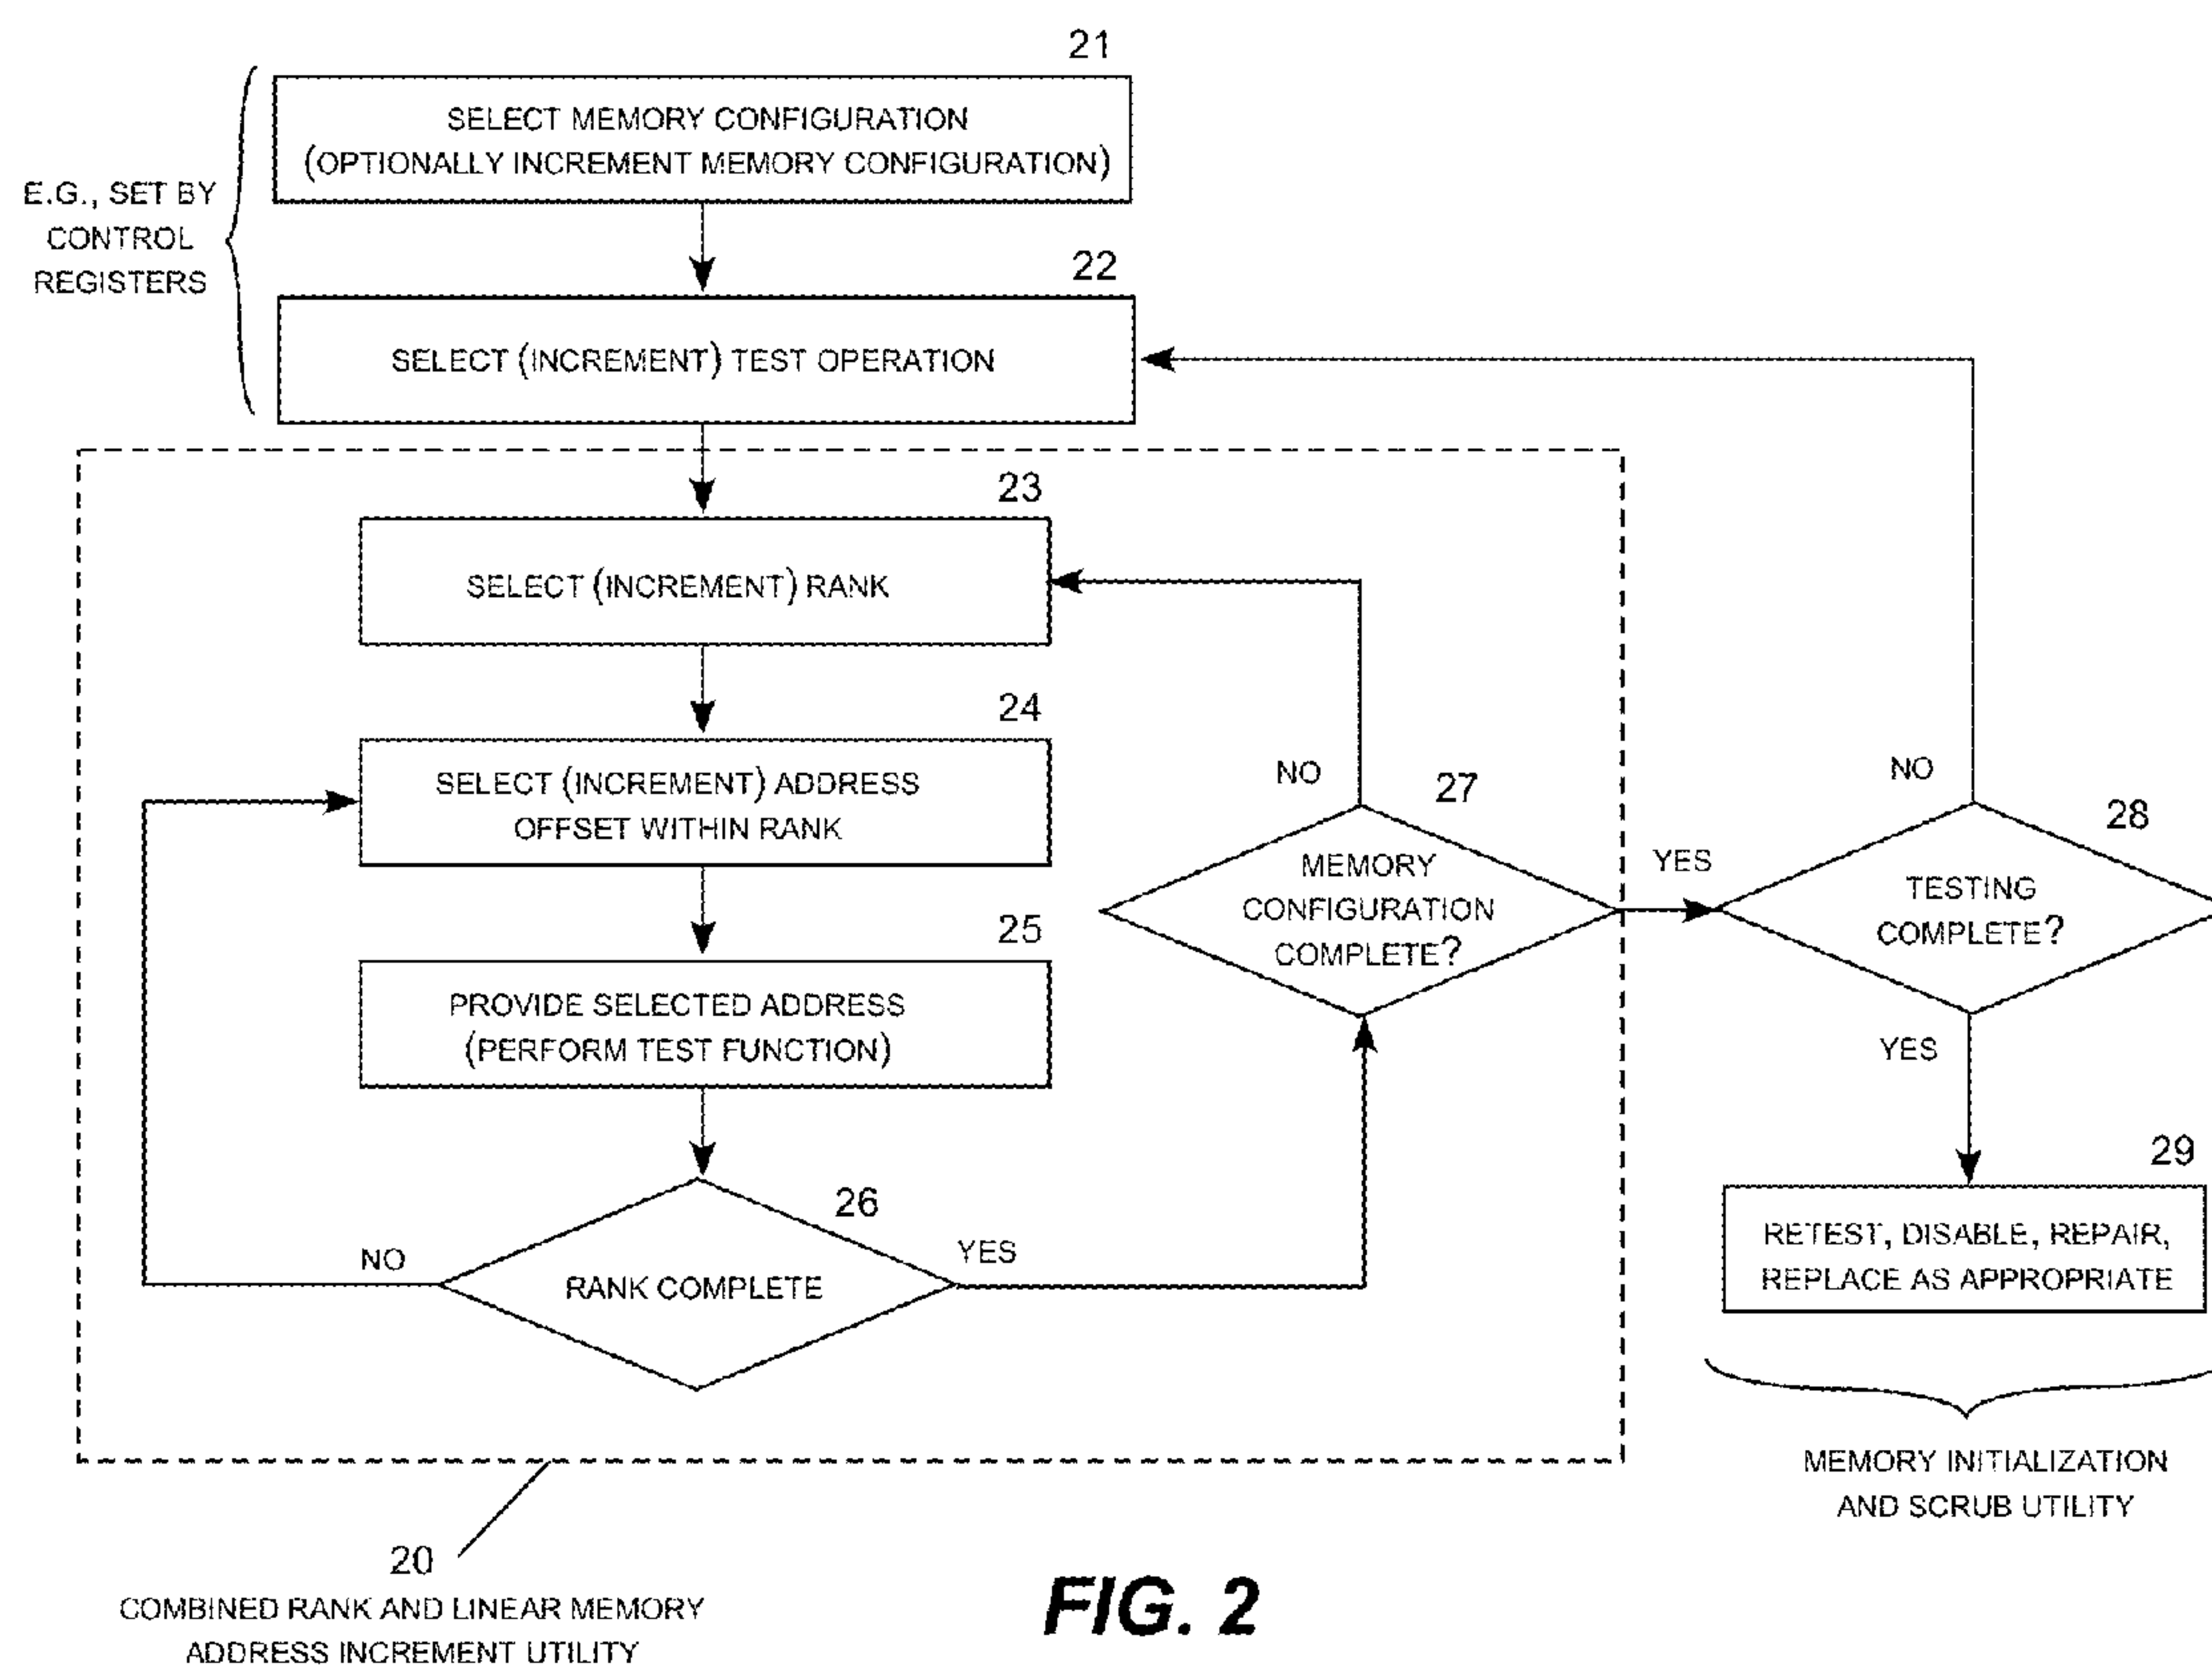 21
SELECT MEMORY CONFIGURATION
(OPTIONALLY INCREMENT MEMORY CONFIGURATION)
E.G., SET BY
CONTROL
REGISTERS
22
SELECT (INCREMENT) TEST OPERATION
23
SELECT (INCREMENT) RANK
24
SELECT (INCREMENT) ADDRESS
OFFSET WITHIN RANK
25
PROVIDE SELECTED ADDRESS
(PERFORM TEST FUNCTION)
26
RANK COMPLETE
NO
YES
27
MEMORY
CONFIGURATION
COMPLETE?
NO
YES
28
TESTING
COMPLETE?
NO
YES
29
RETEST, DISABLE, REPAIR,
REPLACE AS APPROPRIATE
MEMORY INITIALIZATION
AND SCRUB UTILITY
20
COMBINED RANK AND LINEAR MEMORY
ADDRESS INCREMENT UTILITY
FIG. 2